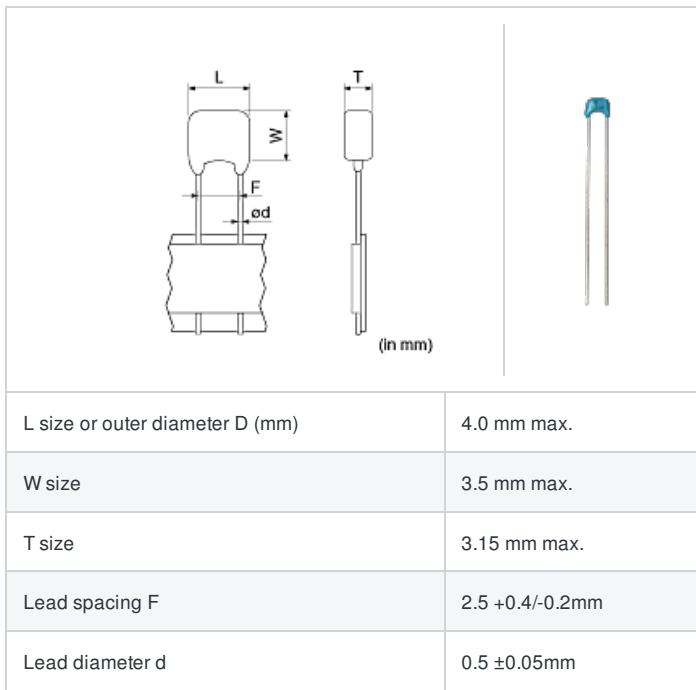 L
T
W
F
ød
(in mm)
L size or outer diameter D (mm) 4.0 mm max.
W size 3.5 mm max.
T size 3.15 mm max.
Lead spacing F 2.5 +0.4/-0.2mm
Lead diameter d 0.5 ±0.05mm